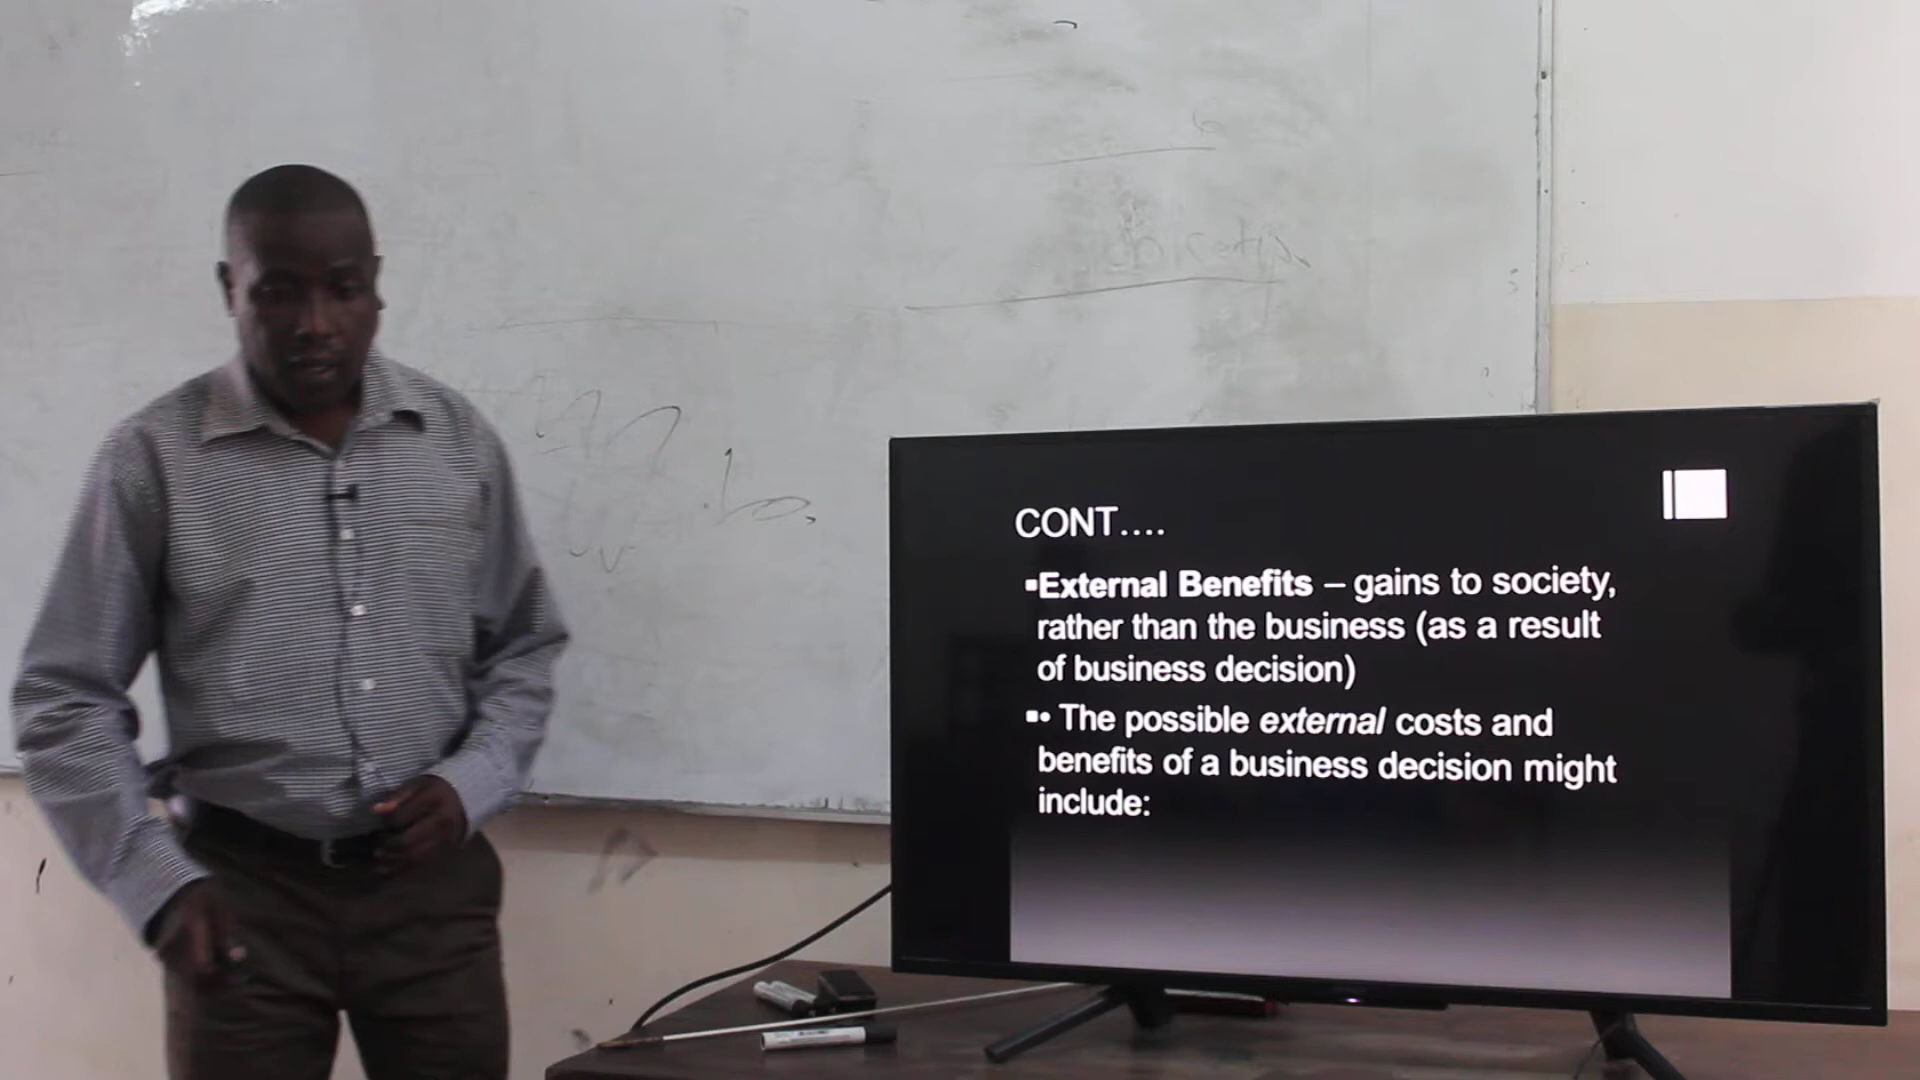 CONT....
▪External Benefits – gains to society,
rather than the business (as a result
of business decision)
▪• The possible external costs and
benefits of a business decision might
include: